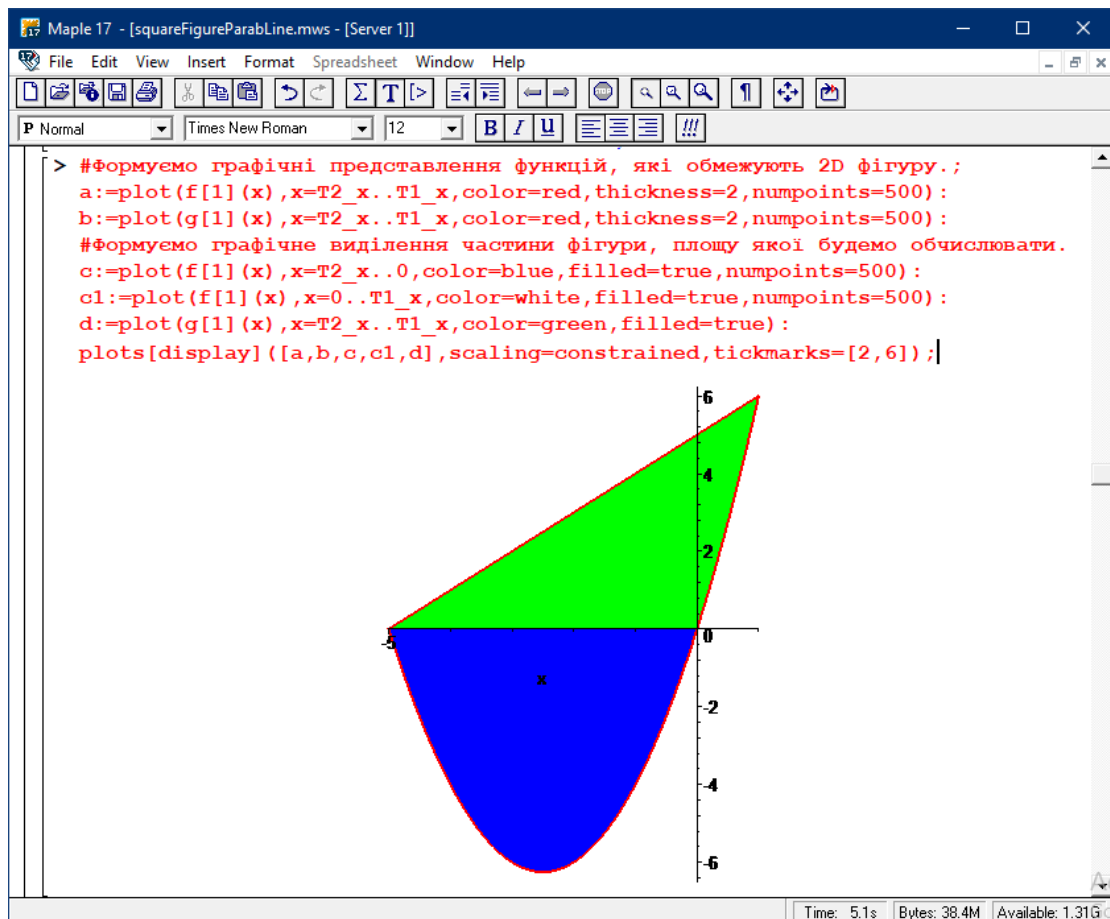 Maple 17 - [squareFigureParabLine.mws - [Server 1]]
File Edit View Insert Format Spreadsheet Window Help
P Normal Times New Roman 12 B I U !!!
> #Формуємо графічні представлення функцій, які обмежують 2D фігуру.;
a:=plot(f[1](x),x=T2_x..T1_x,color=red,thickness=2,numpoints=500):
b:=plot(g[1](x),x=T2_x..T1_x,color=red,thickness=2,numpoints=500):
#Формуємо графічне виділення частини фігури, площу якої будемо обчислювати.
c:=plot(f[1](x),x=T2_x..0,color=blue,filled=true,numpoints=500):
c1:=plot(f[1](x),x=0..T1_x,color=white,filled=true,numpoints=500):
d:=plot(g[1](x),x=T2_x..T1_x,color=green,filled=true):
plots[display]([a,b,c,c1,d],scaling=constrained,tickmarks=[2,6]);
6
4
2
-5 0
x
-2
-4
-6
Time: 5.1s Bytes: 38.4M Available: 1.31G